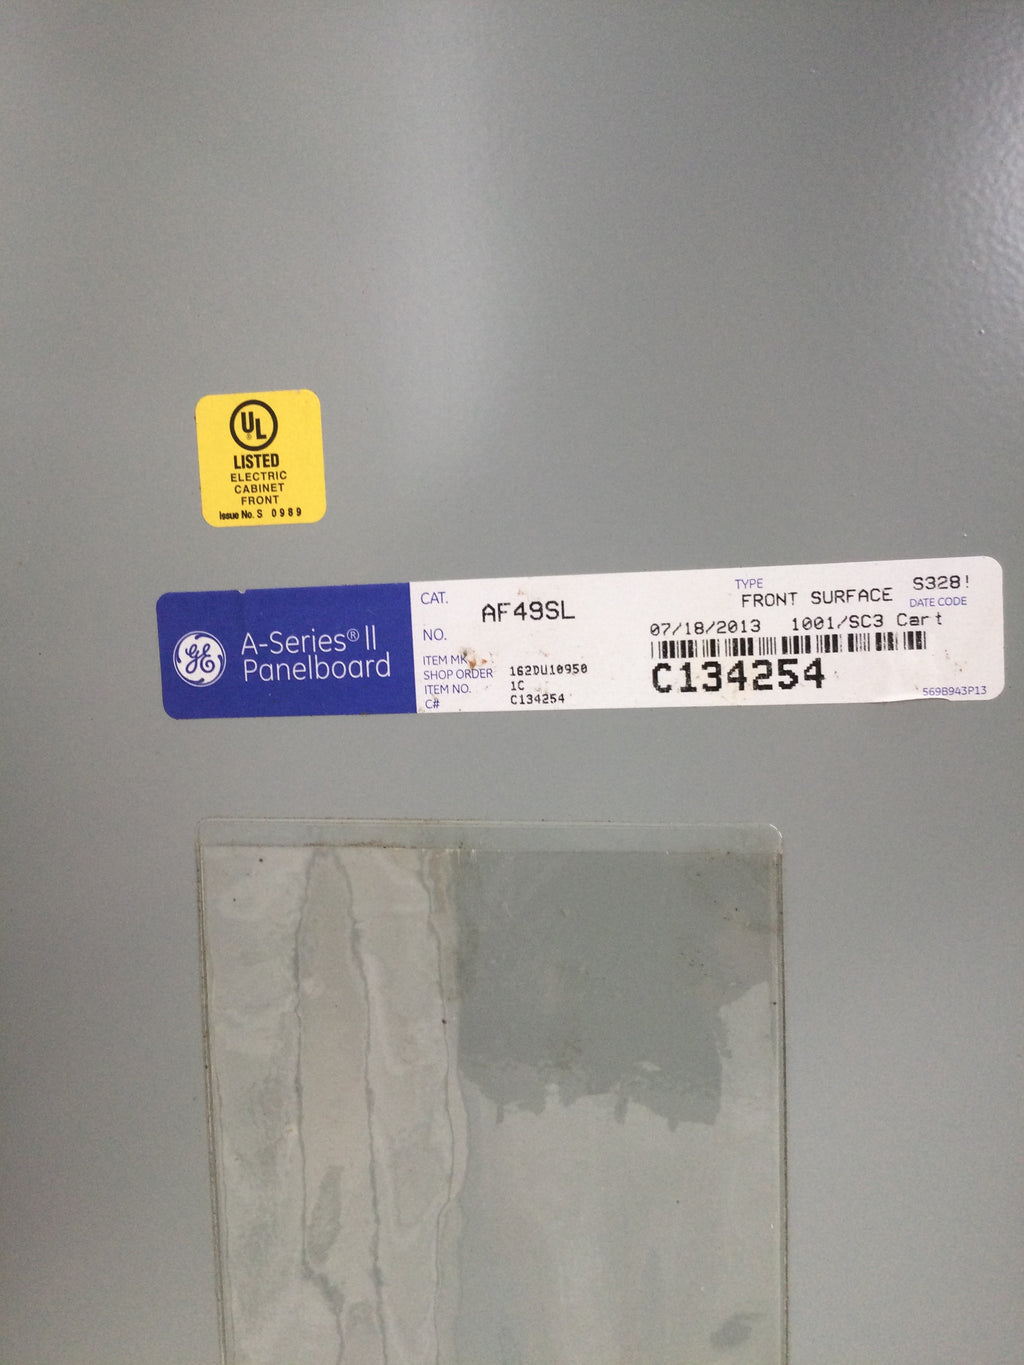 UL
®
LISTED
ELECTRIC
CABINET
FRONT
Issue No. S 0989
GE
A-Series® II
Panelboard
CAT.
NO.
AF49SL
ITEM MK.
SHOP ORDER 162DU10950
ITEM NO. 1C
C# C134254
TYPE
FRONT SURFACE
S328!
DATE CODE
07/18/2013 1001/SC3 Cart
C134254
569B943P13